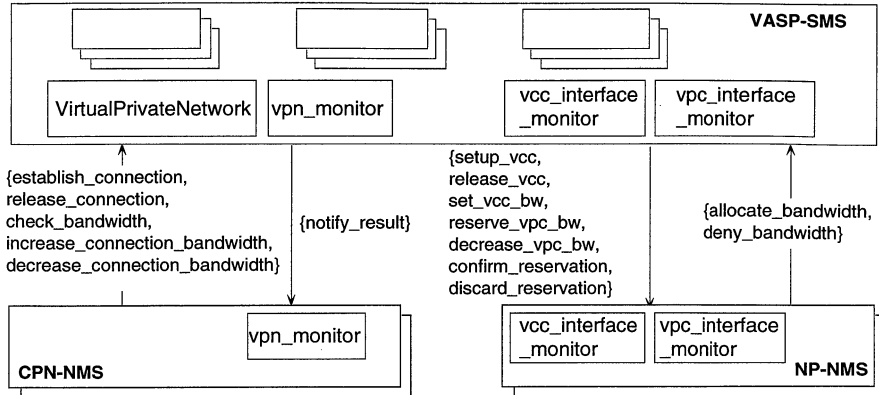 VASP-SMS
VirtualPrivateNetwork
vpn_monitor
vcc_interface
_monitor
vpc_interface
_monitor
{establish_connection,
release_connection,
check_bandwidth,
increase_connection_bandwidth,
decrease_connection_bandwidth}
{notify_result}
{setup_vcc,
release_vcc,
set_vcc_bw,
reserve_vpc_bw,
decrease_vpc_bw,
confirm_reservation,
discard_reservation}
{allocate_bandwidth,
deny_bandwidth}
vpn_monitor
CPN-NMS
vcc_interface
_monitor
vpc_interface
_monitor
NP-NMS